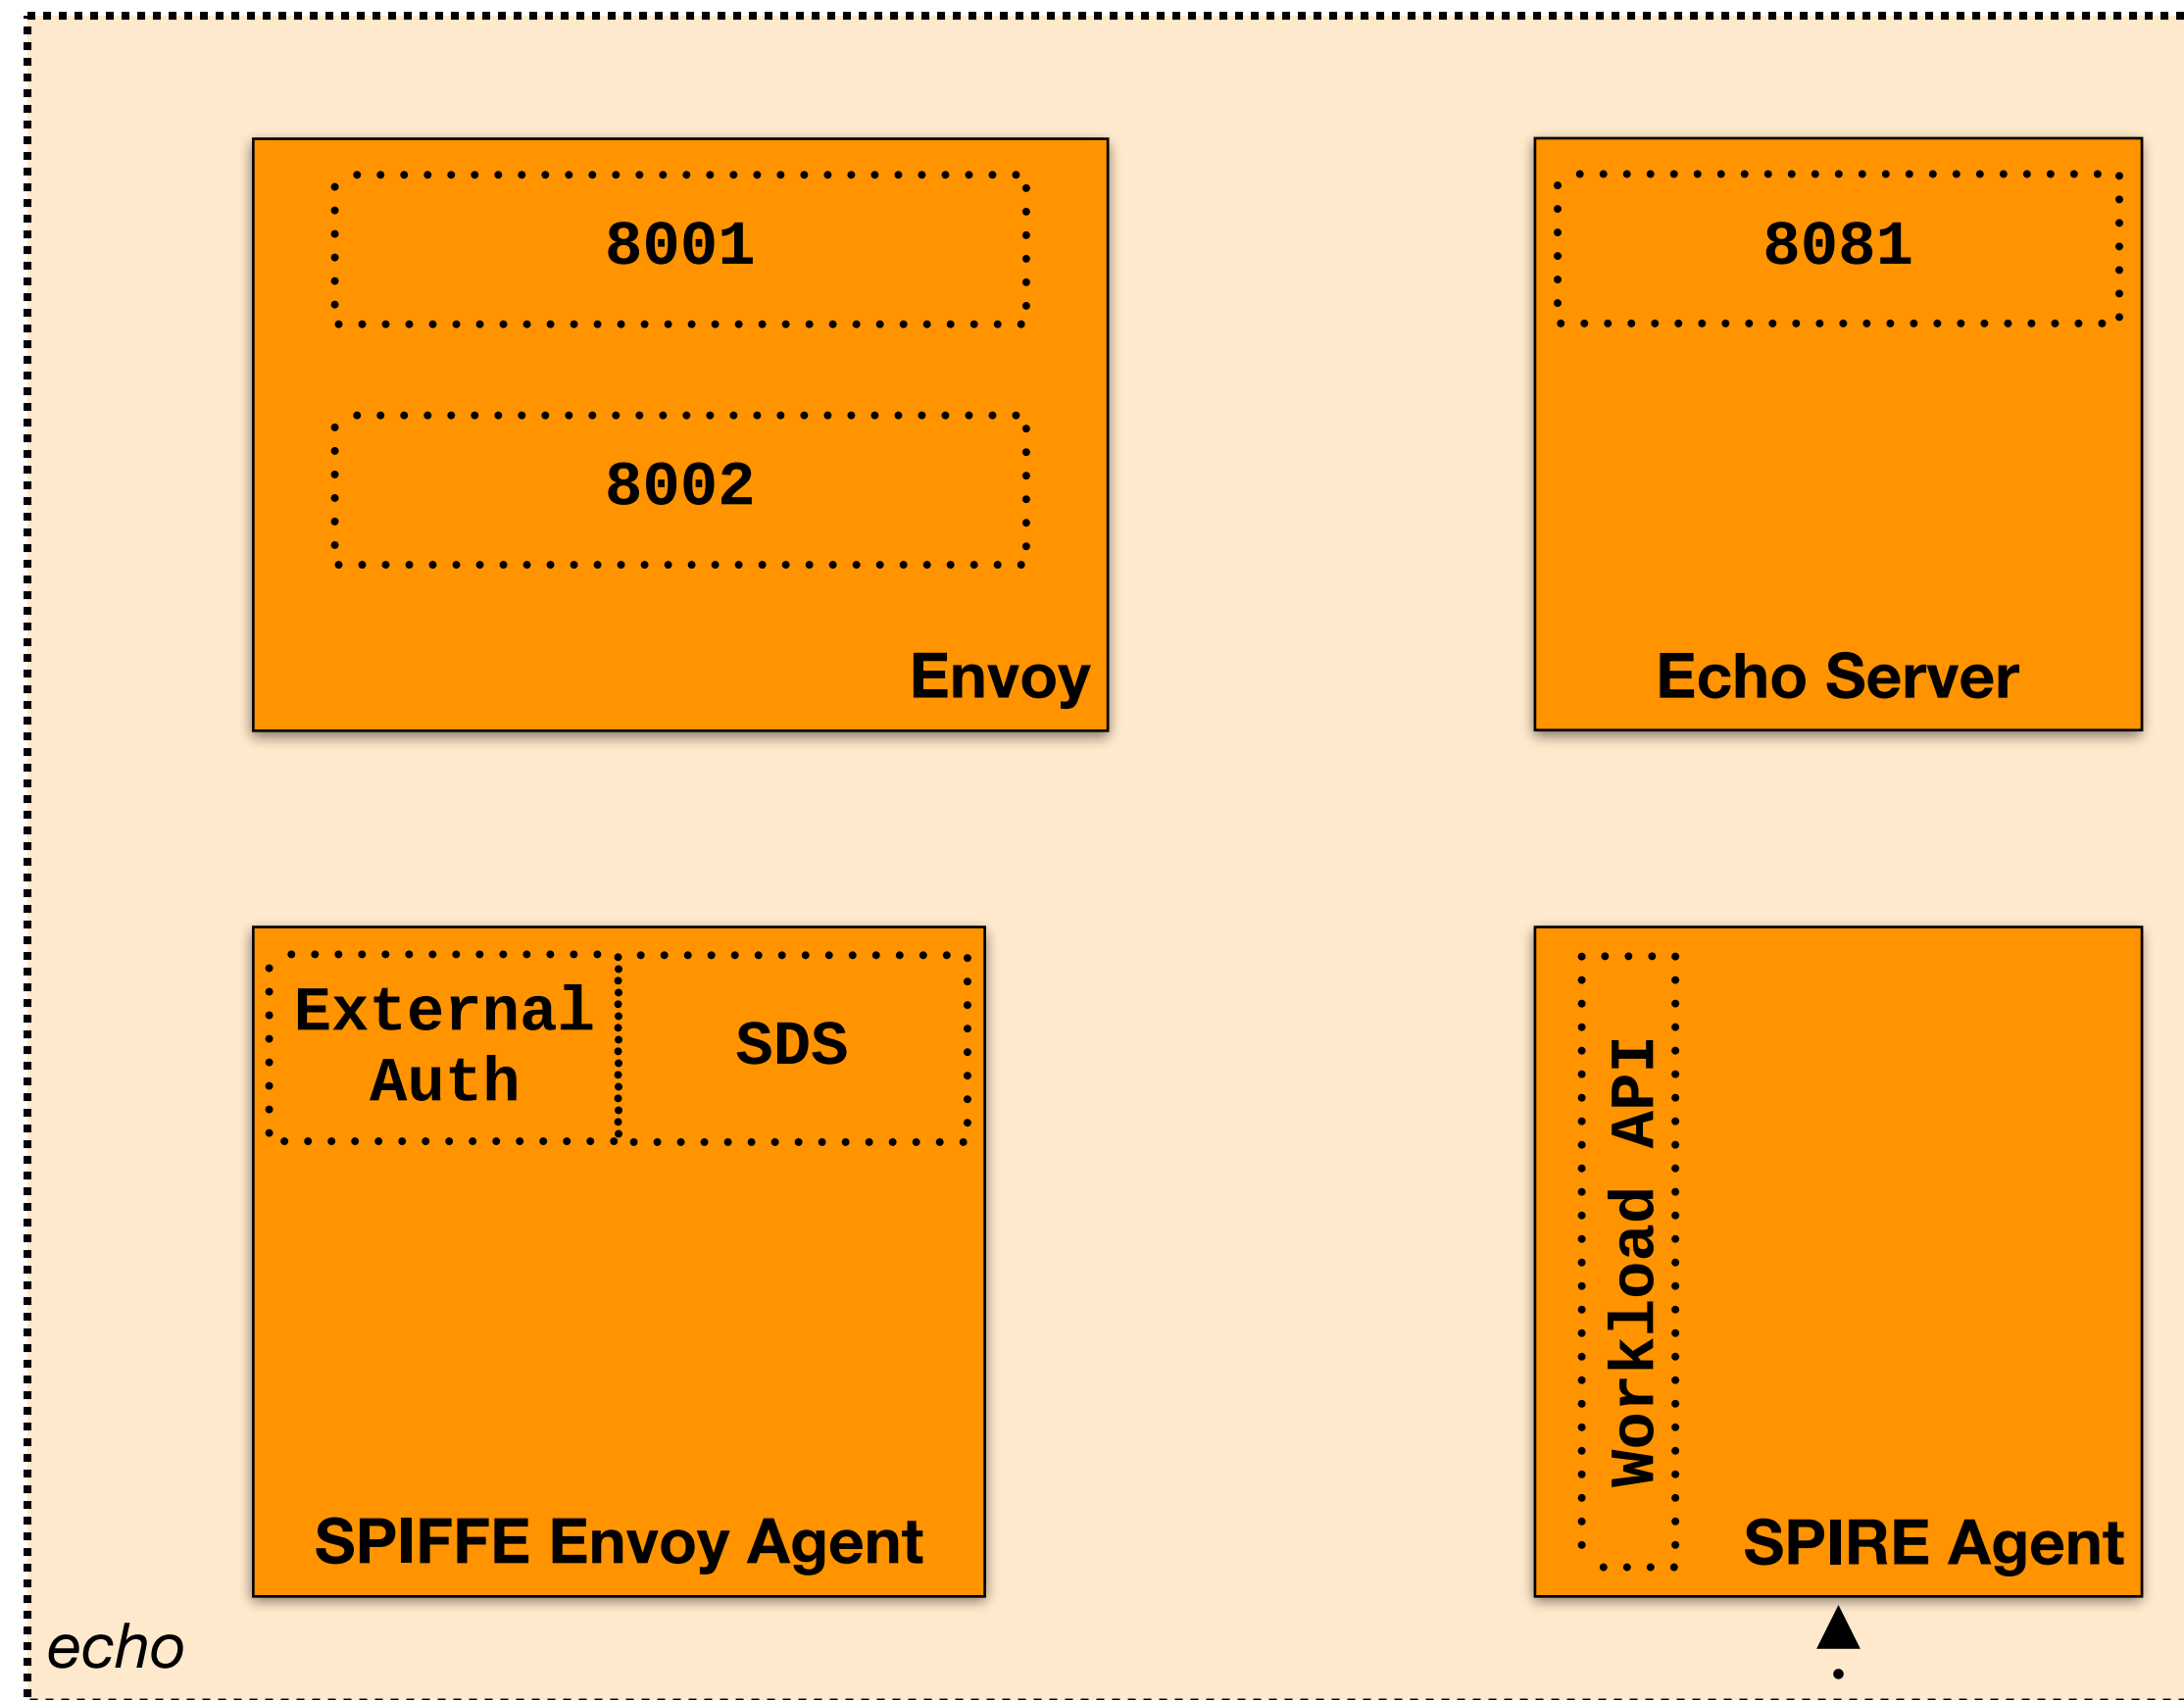 8001
8002
Envoy
8081
Echo Server
External
Auth
SDS
SPIFFE Envoy Agent
Workload API
SPIRE Agent
echo